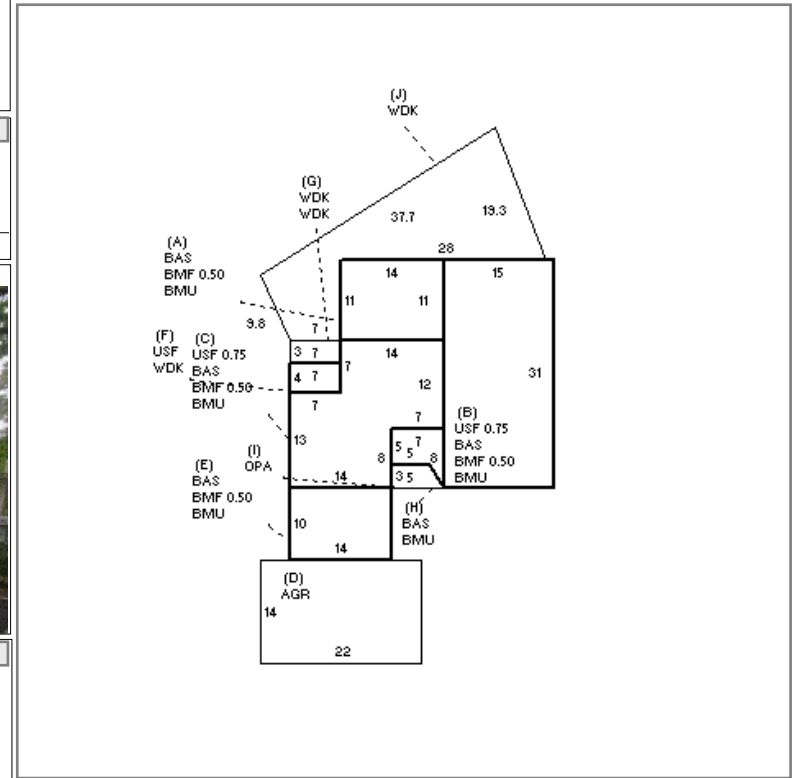 (J)
WDK
(G)
WDK
WDK
37.7
19.3
28
(A)
BAS
BMF 0.50
BMU
14
15
11
11
9.8
7
(F)
USF
WDK
(C)
USF 0.75
BAS
BMF 0.50
BMU
3
7
14
7
4
7
12
31
7
7
(B)
USF 0.75
BAS
BMF 0.50
BMU
13
5
7
5
8
8
(I)
OPA
(E)
BAS
BMF 0.50
BMU
14
3
5
(H)
BAS
BMU
10
14
(D)
AGR
14
22